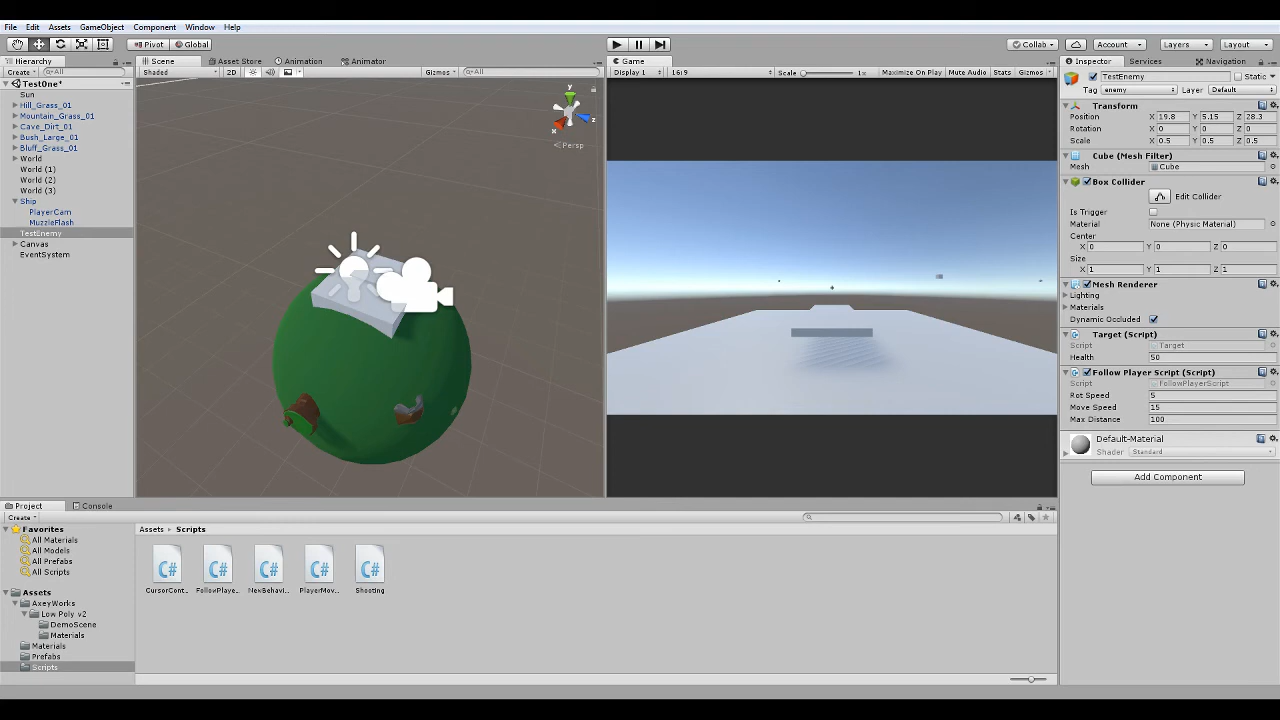 File Edit Assets GameObject Component Window Help
Pivot Global Collab Account Layers Layout
Hierarchy Scene Asset Store Animation Animator Game Inspector Services Navigation
Create All Shaded 2D Gizmos All Display 1 16:9 Scale 1x Maximize On Play Mute Audio Stats Gizmos TestEnemy Static
TestOne* Tag enemy Layer Default
Sun
Hill_Grass_01
Mountain_Grass_01
Cave_Dirt_01
Bush_Large_01
Bluff_Grass_01
World
World (1)
World (2)
World (3)
Ship
PlayerCam
MuzzleFlash
TestEnemy
Canvas
EventSystem
y
x
z
Persp
Transform
Position X 19.8 Y 5.15 Z 28.3
Rotation X 0 Y 0 Z 0
Scale X 0.5 Y 0.5 Z 0.5
Cube (Mesh Filter)
Mesh Cube
Box Collider
Edit Collider
Is Trigger
Material None (Physic Material)
Center
X 0 Y 0 Z 0
Size
X 1 Y 1 Z 1
Mesh Renderer
Lighting
Materials
Dynamic Occluded
Target (Script)
Script Target
Health 50
Follow Player Script (Script)
Script FollowPlayerScript
Rot Speed 5
Move Speed 15
Max Distance 100
Default-Material
Shader Standard
Add Component
Project Console
Create
Favorites
All Materials
All Models
All Prefabs
All Scripts
Assets
AxeyWorks
Low Poly v2
DemoScene
Materials
Materials
Prefabs
Scripts
Assets Scripts
C# C# C# C# C#
CursorCont... FollowPlaye... NewBehavi... PlayerMov... Shooting